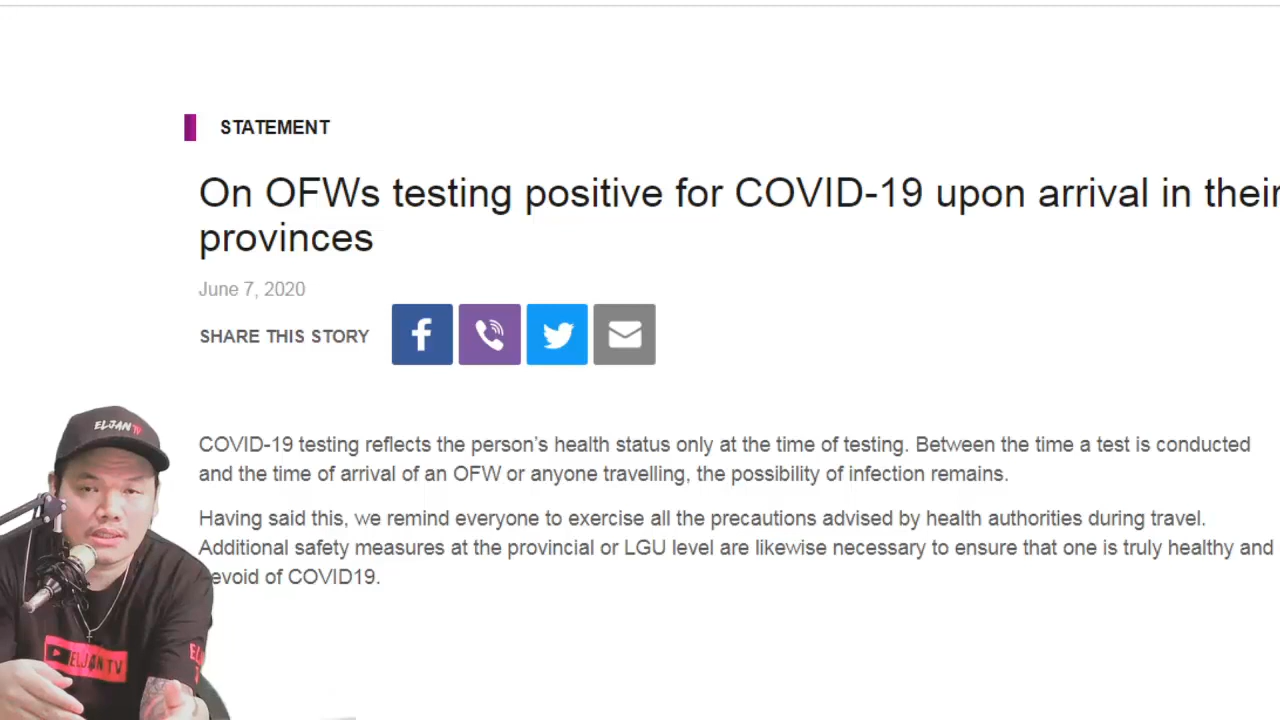 STATEMENT
On OFWs testing positive for COVID-19 upon arrival in their
provinces
June 7, 2020
SHARE THIS STORY
COVID-19 testing reflects the person's health status only at the time of testing. Between the time a test is conducted
and the time of arrival of an OFW or anyone travelling, the possibility of infection remains.
Having said this, we remind everyone to exercise all the precautions advised by health authorities during travel.
Additional safety measures at the provincial or LGU level are likewise necessary to ensure that one is truly healthy and
evoid of COVID19.
ELJAN TV
ELJAN TV
EL